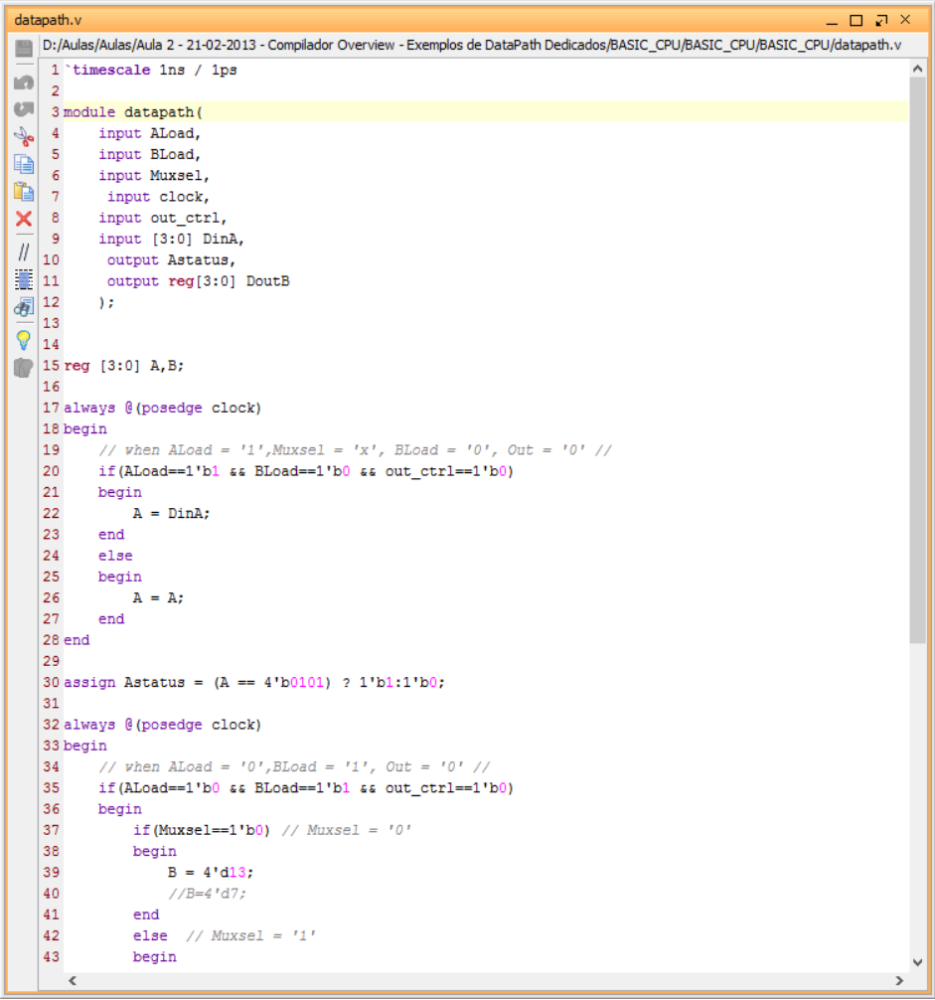 datapath.v
D:/Aulas/Aulas/Aula 2 - 21-02-2013 - Compilador Overview - Exemplos de DataPath Dedicados/BASIC_CPU/BASIC_CPU/BASIC_CPU/datapath.v
1 `timescale 1ns / 1ps
2
3 module datapath(
4     input ALoad,
5     input BLoad,
6     input Muxsel,
7      input clock,
8     input out_ctrl,
9     input [3:0] DinA,
10      output Astatus,
11      output reg[3:0] DoutB
12     );
13
14
15 reg [3:0] A,B;
16
17 always @(posedge clock)
18 begin
19     // when ALoad = '1',Muxsel = 'x', BLoad = '0', Out = '0' //
20     if(ALoad==1'b1 && BLoad==1'b0 && out_ctrl==1'b0)
21     begin
22         A = DinA;
23     end
24     else
25     begin
26         A = A;
27     end
28 end
29
30 assign Astatus = (A == 4'b0101) ? 1'b1:1'b0;
31
32 always @(posedge clock)
33 begin
34     // when ALoad = '0',BLoad = '1', Out = '0' //
35     if(ALoad==1'b0 && BLoad==1'b1 && out_ctrl==1'b0)
36     begin
37         if(Muxsel==1'b0) // Muxsel = '0'
38         begin
39             B = 4'd13;
40             //B=4'd7;
41         end
42         else  // Muxsel = '1'
43         begin